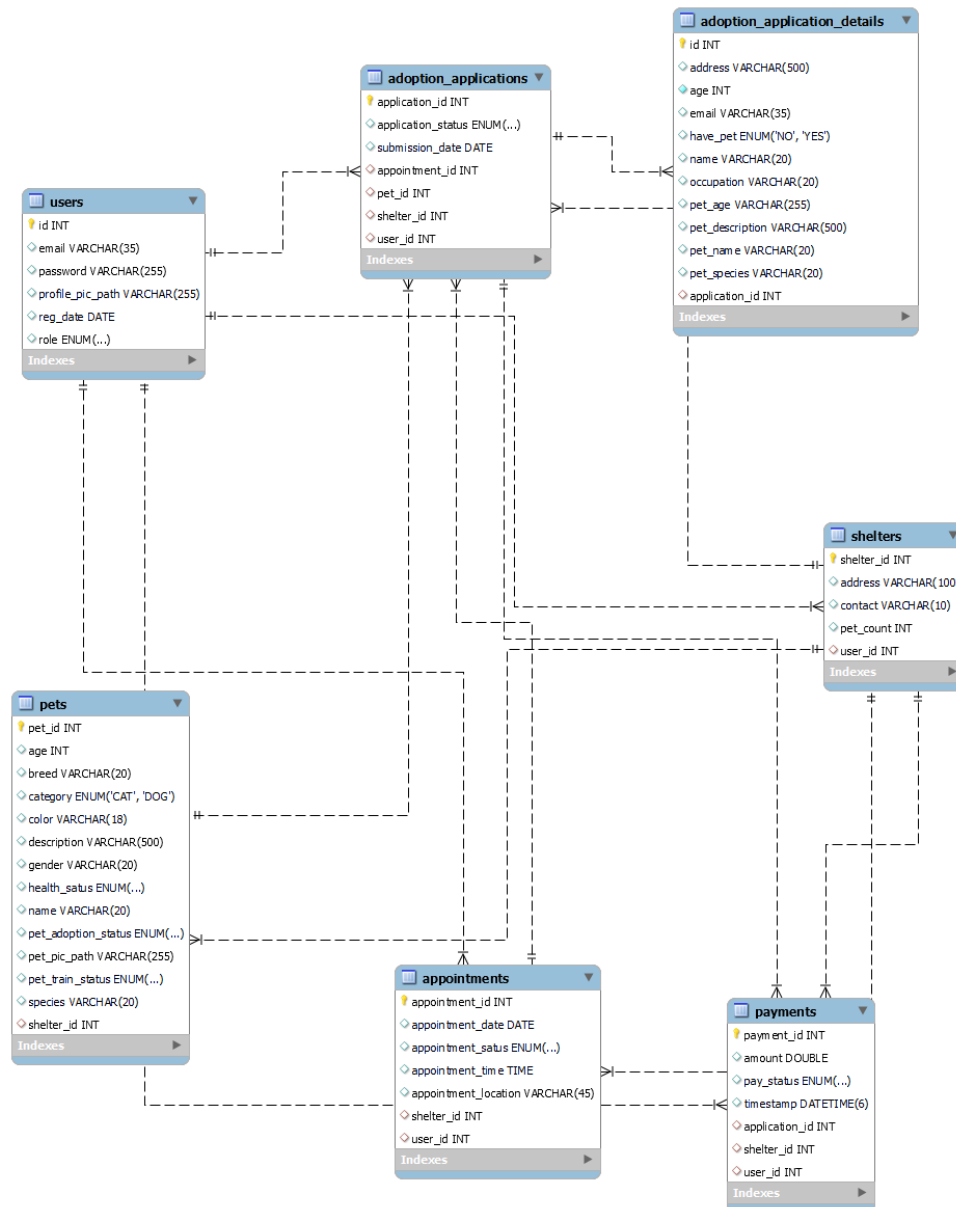 adoption_application_details
id INT
address VARCHAR(500)
age INT
email VARCHAR(35)
have_pet ENUM('NO', 'YES')
name VARCHAR(20)
occupation VARCHAR(20)
pet_age VARCHAR(255)
pet_description VARCHAR(500)
pet_name VARCHAR(20)
pet_species VARCHAR(20)
application_id INT
Indexes
adoption_applications
application_id INT
application_status ENUM(...)
submission_date DATE
appointment_id INT
pet_id INT
shelter_id INT
user_id INT
Indexes
users
id INT
email VARCHAR(35)
password VARCHAR(255)
profile_pic_path VARCHAR(255)
reg_date DATE
role ENUM(...)
Indexes
shelters
shelter_id INT
address VARCHAR(100
contact VARCHAR(10)
pet_count INT
user_id INT
Indexes
pets
pet_id INT
age INT
breed VARCHAR(20)
category ENUM('CAT', 'DOG')
color VARCHAR(18)
description VARCHAR(500)
gender VARCHAR(20)
health_satus ENUM(...)
name VARCHAR(20)
pet_adoption_status ENUM(...)
pet_pic_path VARCHAR(255)
pet_train_status ENUM(...)
species VARCHAR(20)
shelter_id INT
Indexes
appointments
appointment_id INT
appointment_date DATE
appointment_satus ENUM(...)
appointment_time TIME
appointment_location VARCHAR(45)
shelter_id INT
user_id INT
Indexes
payments
payment_id INT
amount DOUBLE
pay_status ENUM(...)
timestamp DATETIME(6)
application_id INT
shelter_id INT
user_id INT
Indexes